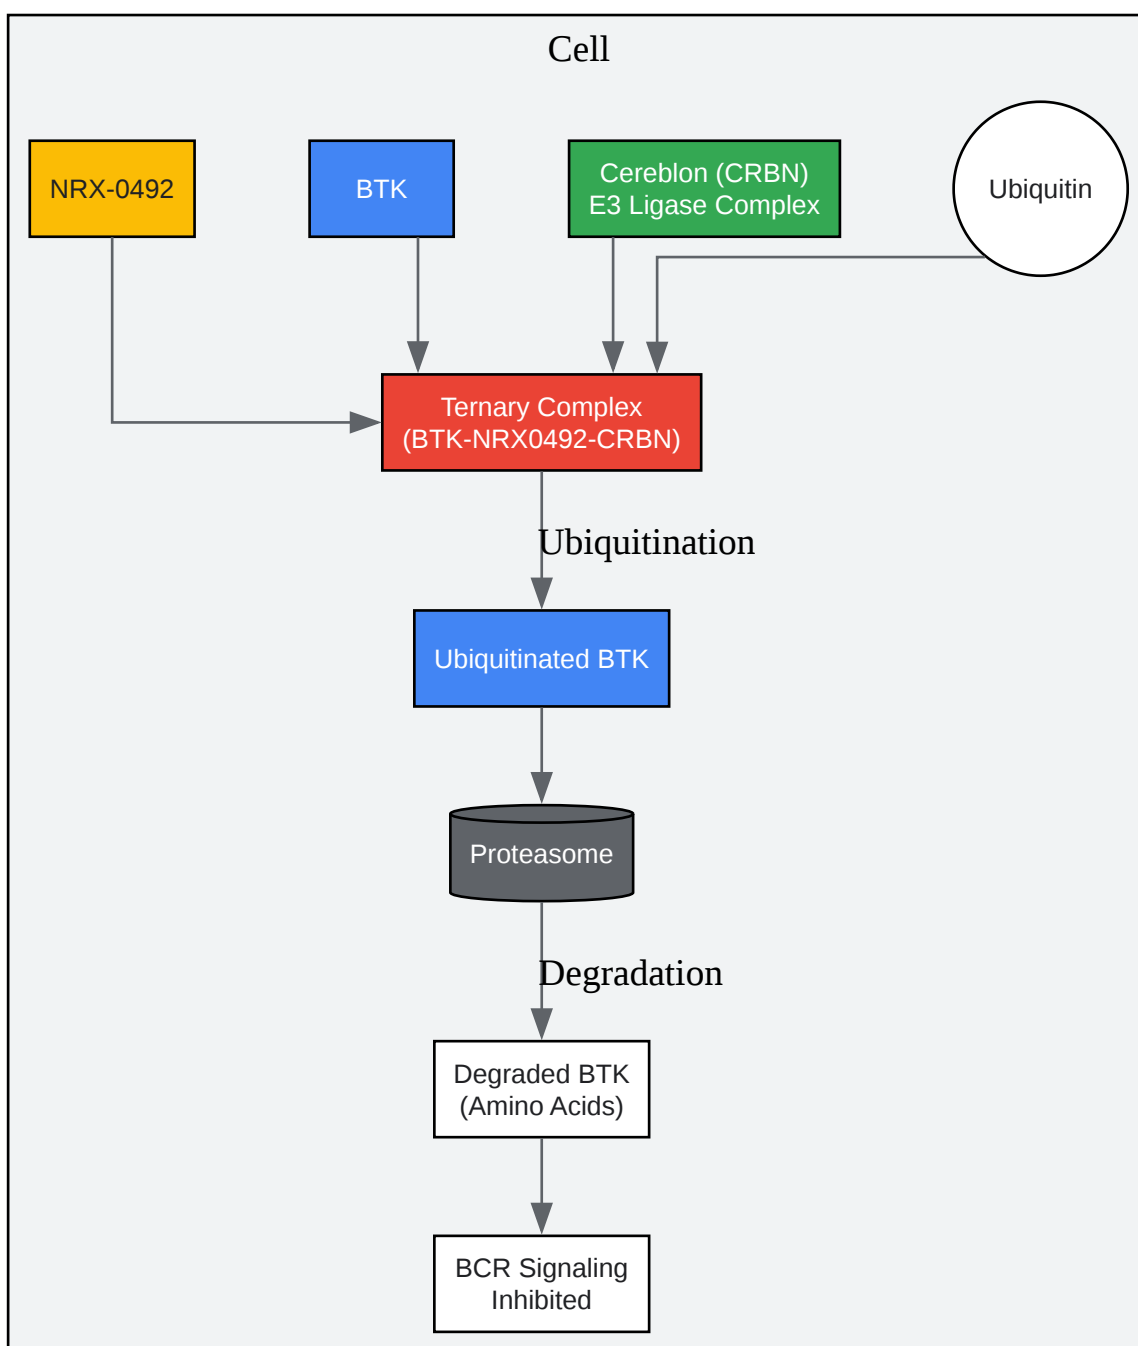 Cell
NRX-0492
BTK
Cereblon (CRBN)
E3 Ligase Complex
Ubiquitin
Ternary Complex
(BTK-NRX0492-CRBN)
Ubiquitination
Ubiquitinated BTK
Proteasome
Degradation
Degraded BTK
(Amino Acids)
BCR Signaling
Inhibited